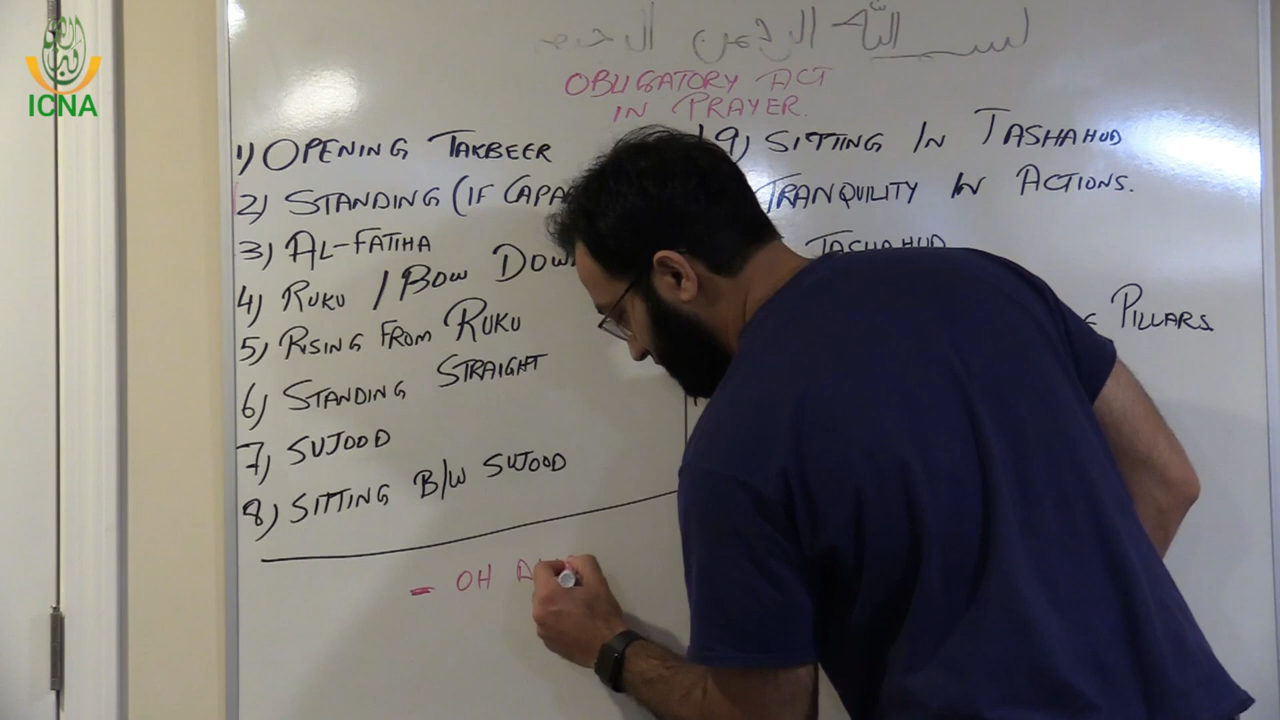 ICNA
بسم الله الرحمن الرحيم
OBLIGATORY ACT
IN PRAYER.
1) OPENING TAKBEER
2) STANDING (IF CAPA
3) AL-FATIHA
4) RUKU / BOW DOW
5) RISING FROM RUKU
6) STANDING STRAIGHT
7) SUJOOD
8) SITTING B/W SUJOOD
9) SITTING IN TASHAHUD
TRANQUILITY IN ACTIONS.
TASHAHUD
PILLARS
- OH